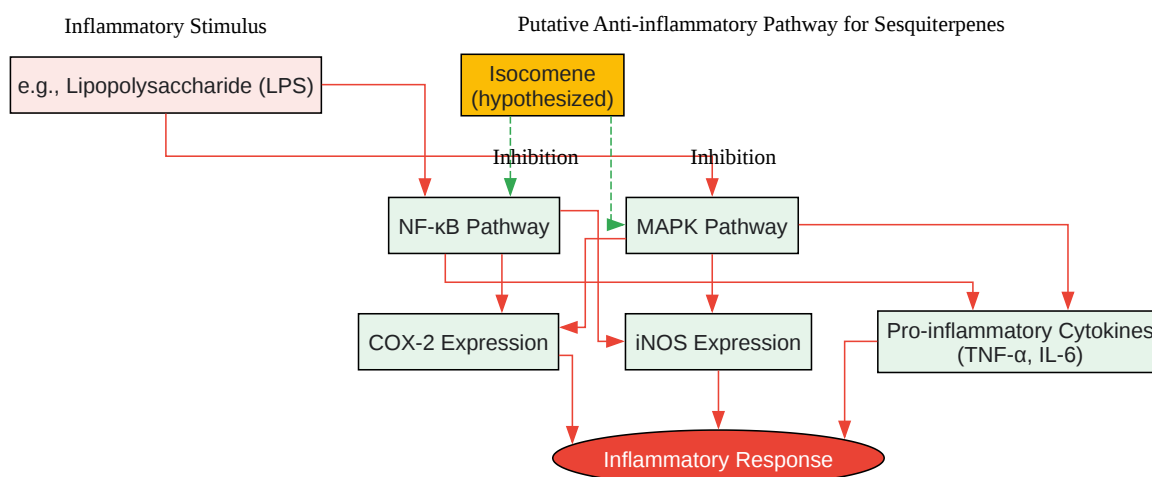 Inflammatory Stimulus
Putative Anti-inflammatory Pathway for Sesquiterpenes
e.g., Lipopolysaccharide (LPS)
Isocomene
(hypothesized)
Inhibition
Inhibition
NF-κB Pathway
MAPK Pathway
COX-2 Expression
iNOS Expression
Pro-inflammatory Cytokines
(TNF-α, IL-6)
Inflammatory Response